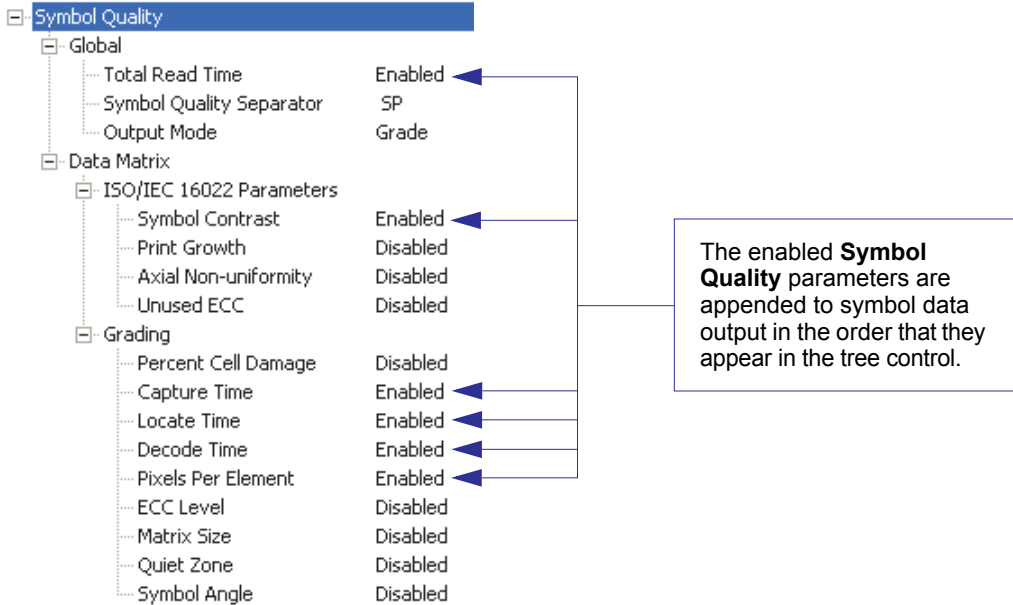 Symbol Quality
Global
Total Read Time Enabled
Symbol Quality Separator SP
Output Mode Grade
Data Matrix
ISO/IEC 16022 Parameters
Symbol Contrast Enabled
Print Growth Disabled
Axial Non-uniformity Disabled
Unused ECC Disabled
Grading
Percent Cell Damage Disabled
Capture Time Enabled
Locate Time Enabled
Decode Time Enabled
Pixels Per Element Enabled
ECC Level Disabled
Matrix Size Disabled
Quiet Zone Disabled
Symbol Angle Disabled
The enabled Symbol
Quality parameters are
appended to symbol data
output in the order that they
appear in the tree control.